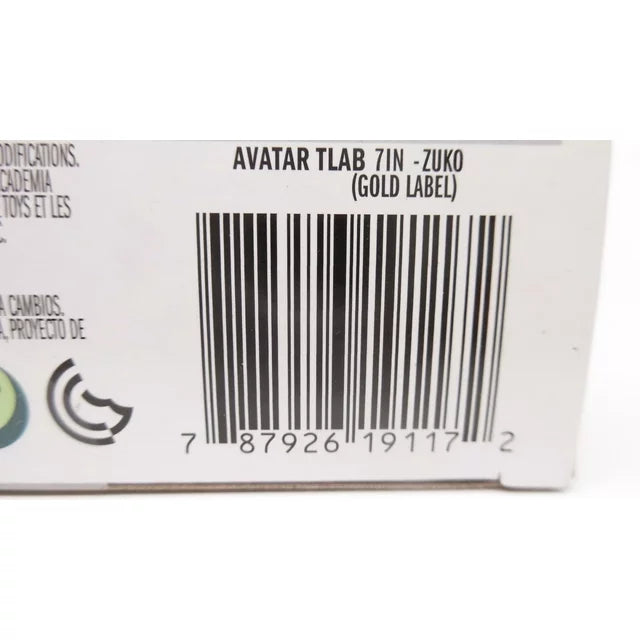 ODIFICATIONS.
CADEMIA
TOYS ET LES
A CAMBIOS.
A, PROYECTO DE
AVATAR TLAB 7IN - ZUKO
(GOLD LABEL)
7 87926 19117 2